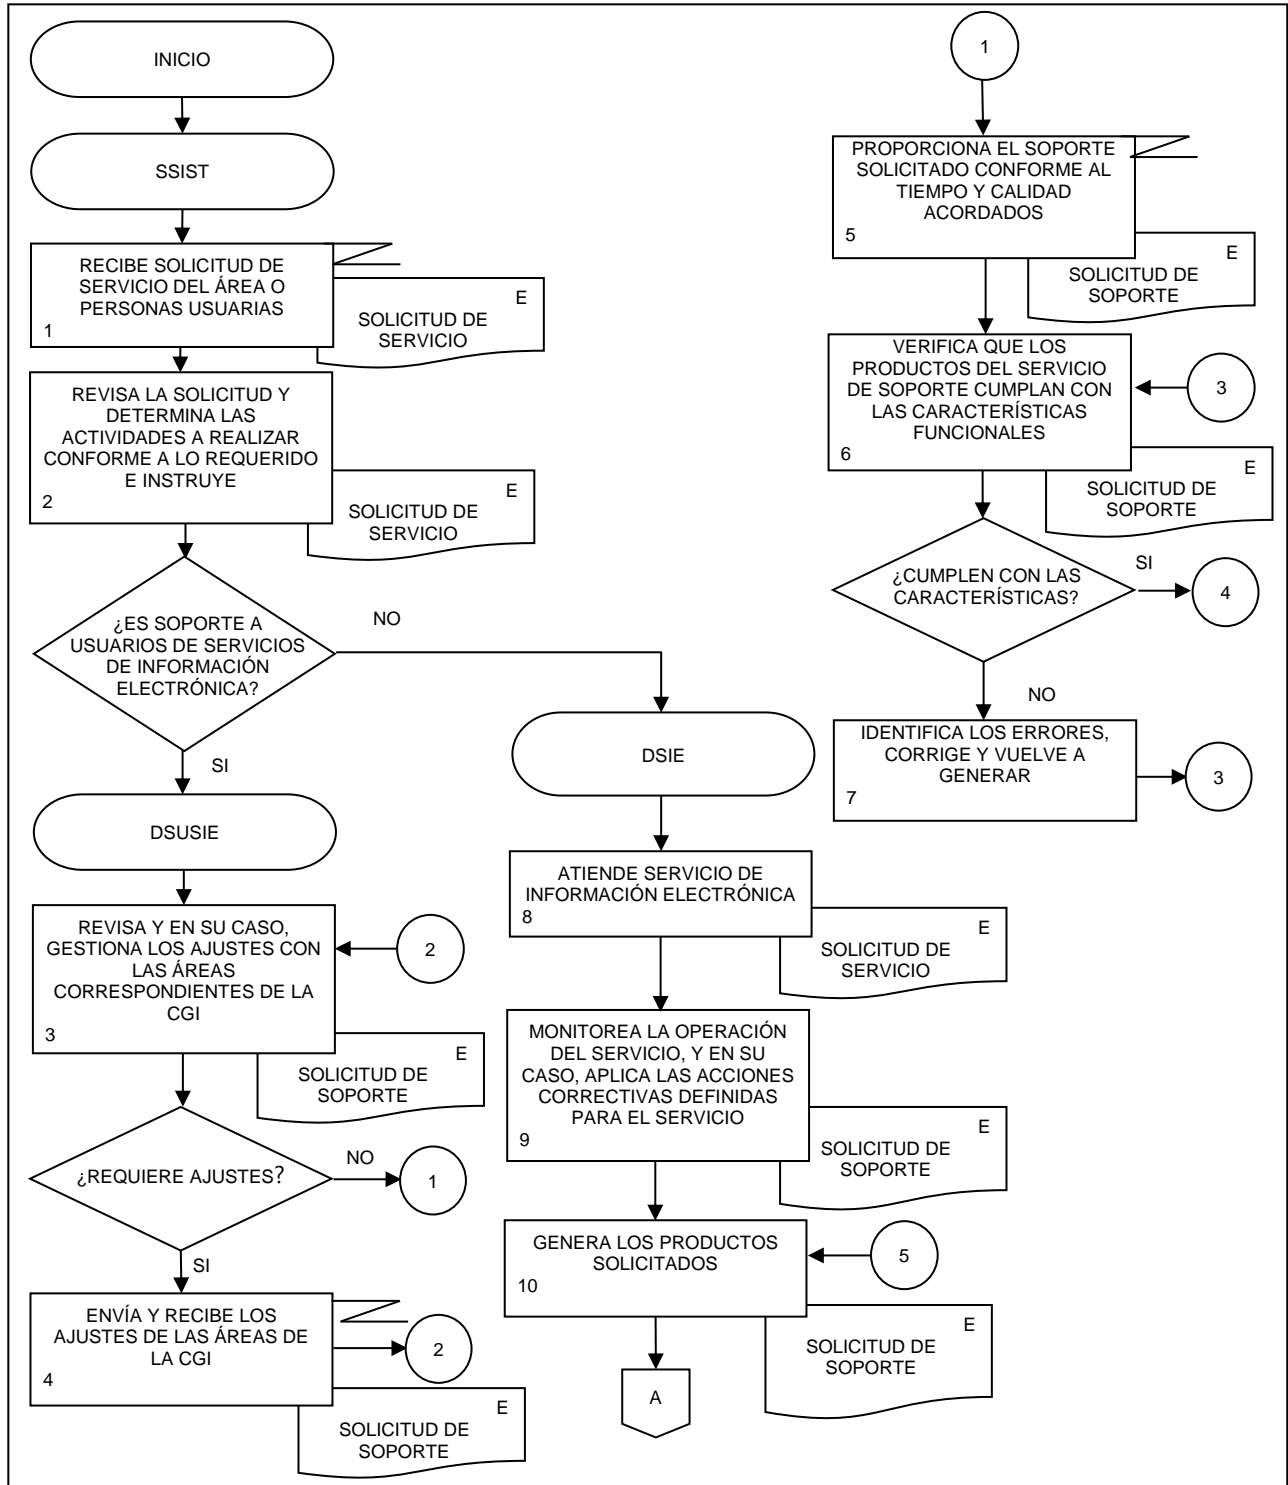 INICIO
SSIST
RECIBE SOLICITUD DE
SERVICIO DEL ÁREA O
PERSONAS USUARIAS
1
E
SOLICITUD DE
SERVICIO
REVISA LA SOLICITUD Y
DETERMINA LAS
ACTIVIDADES A REALIZAR
CONFORME A LO REQUERIDO
E INSTRUYE
2
E
SOLICITUD DE
SERVICIO
¿ES SOPORTE A
USUARIOS DE SERVICIOS
DE INFORMACIÓN
ELECTRÓNICA?
NO
SI
DSUSIE
REVISA Y EN SU CASO,
GESTIONA LOS AJUSTES CON
LAS ÁREAS
CORRESPONDIENTES DE LA
CGI
3
2
E
SOLICITUD DE
SOPORTE
¿REQUIERE AJUSTES?
NO
1
SI
ENVÍA Y RECIBE LOS
AJUSTES DE LAS ÁREAS DE
LA CGI
4
2
E
SOLICITUD DE
SOPORTE
DSIE
ATIENDE SERVICIO DE
INFORMACIÓN ELECTRÓNICA
8
E
SOLICITUD DE
SERVICIO
MONITOREA LA OPERACIÓN
DEL SERVICIO, Y EN SU
CASO, APLICA LAS ACCIONES
CORRECTIVAS DEFINIDAS
PARA EL SERVICIO
9
E
SOLICITUD DE
SOPORTE
GENERA LOS PRODUCTOS
SOLICITADOS
10
5
E
SOLICITUD DE
SOPORTE
A
1
PROPORCIONA EL SOPORTE
SOLICITADO CONFORME AL
TIEMPO Y CALIDAD
ACORDADOS
5
E
SOLICITUD DE
SOPORTE
VERIFICA QUE LOS
PRODUCTOS DEL SERVICIO
DE SOPORTE CUMPLAN CON
LAS CARACTERÍSTICAS
FUNCIONALES
6
3
E
SOLICITUD DE
SOPORTE
¿CUMPLEN CON LAS
CARACTERÍSTICAS?
SI
4
NO
IDENTIFICA LOS ERRORES,
CORRIGE Y VUELVE A
GENERAR
7
3